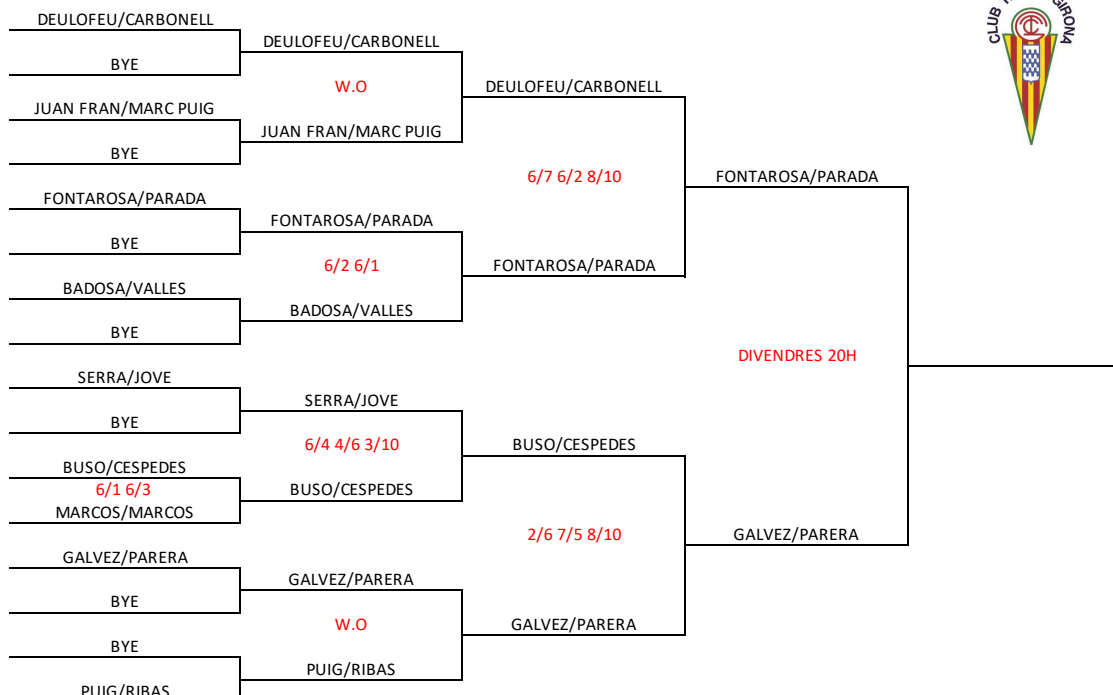 DEULOFEU/CARBONELL
BYE
JUAN FRAN/MARC PUIG
BYE
FONTAROSA/PARADA
BYE
BADOSA/VALLES
BYE
SERRA/JOVE
BYE
BUSO/CESPEDES
6/1 6/3
MARCOS/MARCOS
GALVEZ/PARERA
BYE
BYE
PUIG/RIBAS
DEULOFEU/CARBONELL
W.O
JUAN FRAN/MARC PUIG
FONTAROSA/PARADA
6/2 6/1
BADOSA/VALLES
SERRA/JOVE
6/4 4/6 3/10
BUSO/CESPEDES
GALVEZ/PARERA
W.O
PUIG/RIBAS
DEULOFEU/CARBONELL
6/7 6/2 8/10
FONTAROSA/PARADA
BUSO/CESPEDES
2/6 7/5 8/10
GALVEZ/PARERA
FONTAROSA/PARADA
DIVENDRES 20H
GALVEZ/PARERA
CLUB GIRONA